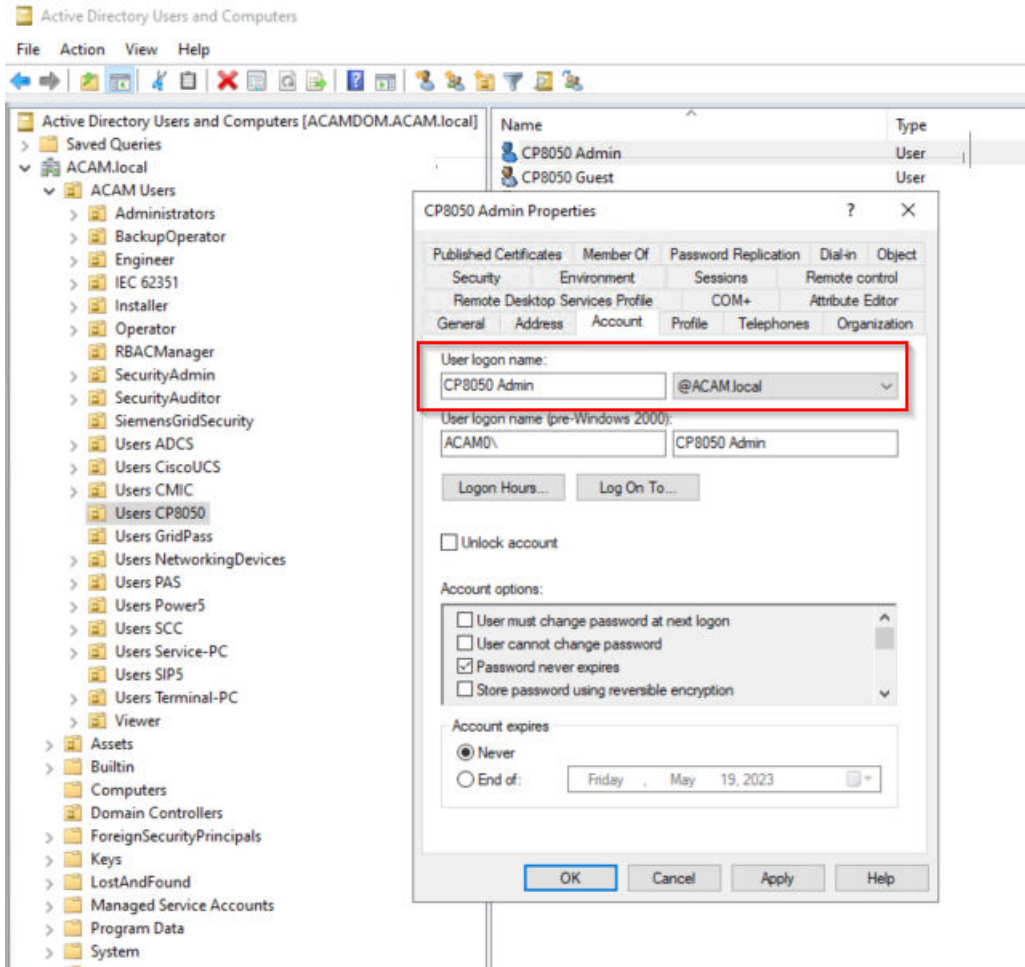 Active Directory Users and Computers
File Action View Help
Active Directory Users and Computers [ACAMDOM.ACAM.local]
Saved Queries
ACAM.local
ACAM Users
Administrators
BackupOperator
Engineer
IEC 62351
Installer
Operator
RBACManager
SecurityAdmin
SecurityAuditor
SiemensGridSecurity
Users ADCS
Users CiscoUCS
Users CMIC
Users CP8050
Users GridPass
Users NetworkingDevices
Users PAS
Users Power5
Users SCC
Users Service-PC
Users SIP5
Users Terminal-PC
Viewer
Assets
Builtin
Computers
Domain Controllers
ForeignSecurityPrincipals
Keys
LostAndFound
Managed Service Accounts
Program Data
System
Name Type
CP8050 Admin User
CP8050 Guest User
CP8050 Admin Properties ?
Published Certificates Member Of Password Replication Dial-in Object
Security Environment Sessions Remote control
Remote Desktop Services Profile COM+ Attribute Editor
General Address Account Profile Telephones Organization
User logon name:
CP8050 Admin @ACAM.local
User logon name (pre-Windows 2000):
ACAM0\ CP8050 Admin
Logon Hours... Log On To...
Unlock account
Account options:
User must change password at next logon
User cannot change password
Password never expires
Store password using reversible encryption
Account expires
Never
End of: Friday , May 19, 2023
OK Cancel Apply Help